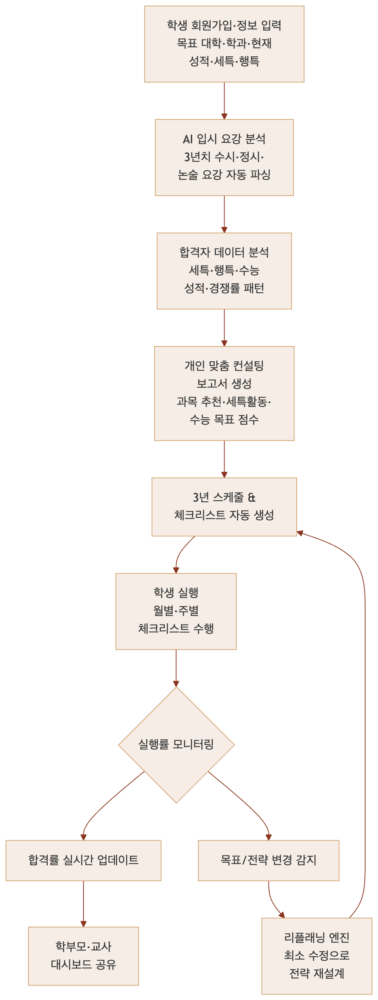 학생 회원가입·정보 입력
목표 대학·학과·현재
성적·세특·행특
AI 입시 요강 분석
3년치 수시·정시·
논술 요강 자동 파싱
합격자 데이터 분석
세특·행특·수능
성적·경쟁률 패턴
개인 맞춤 컨설팅
보고서 생성
과목 추천·세특활동·
수능 목표 점수
3년 스케줄 &
체크리스트 자동 생성
학생 실행
월별·주별
체크리스트 수행
실행률 모니터링
합격률 실시간 업데이트
목표/전략 변경 감지
학부모·교사
대시보드 공유
리플래닝 엔진
최소 수정으로
전략 재설계